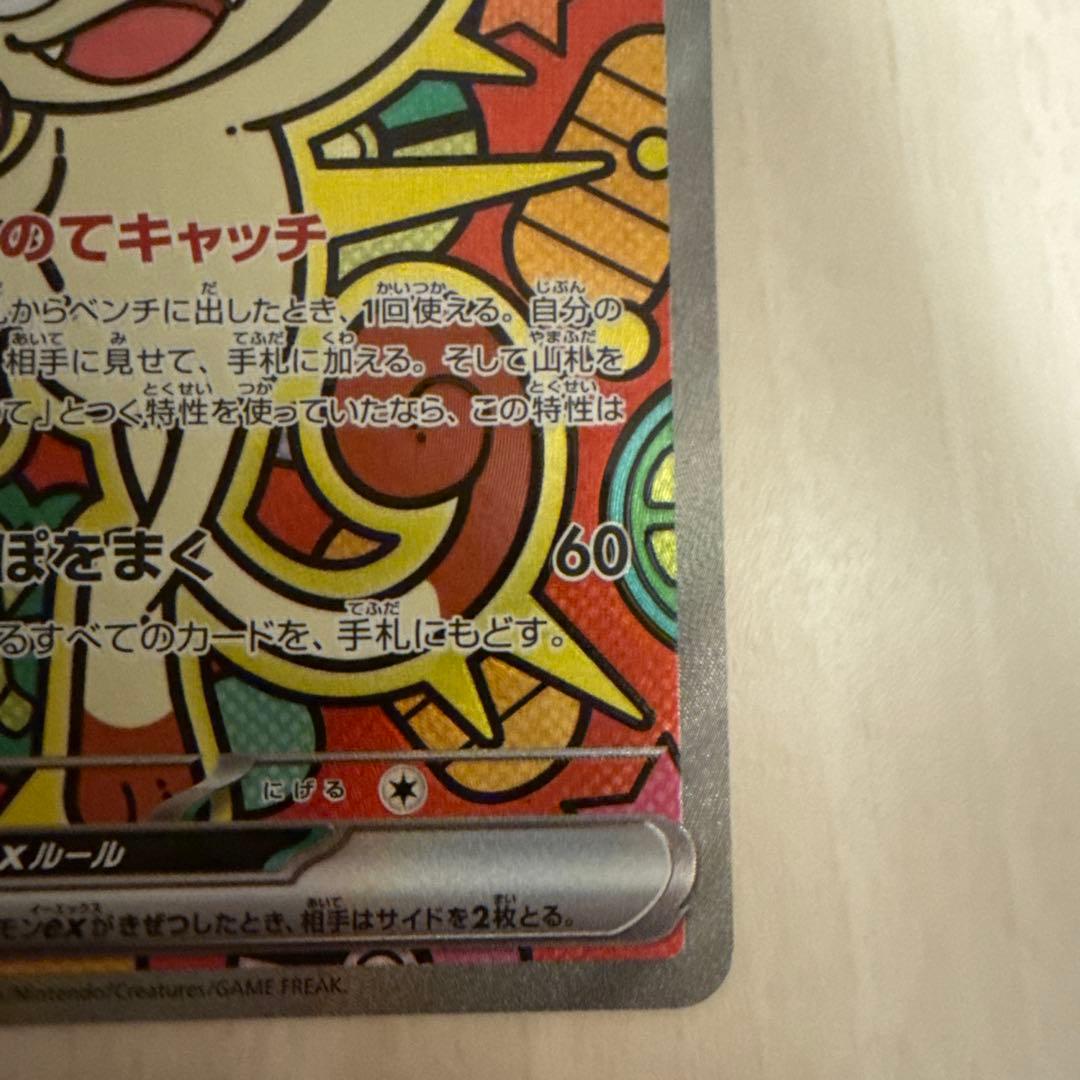 のてキャッチ
からベンチに出したとき、1回使える。自分の
相手に見せて、手札に加える。そして山札を
て」とつく特性を使っていたなら、この特性は
ぽをまく 60
るすべてのカードを、手札にもどす。
にげる
xルール
モンexがきぜつしたとき、相手はサイドを2枚とる。
/Nintendo/Creatures/GAME FREAK.